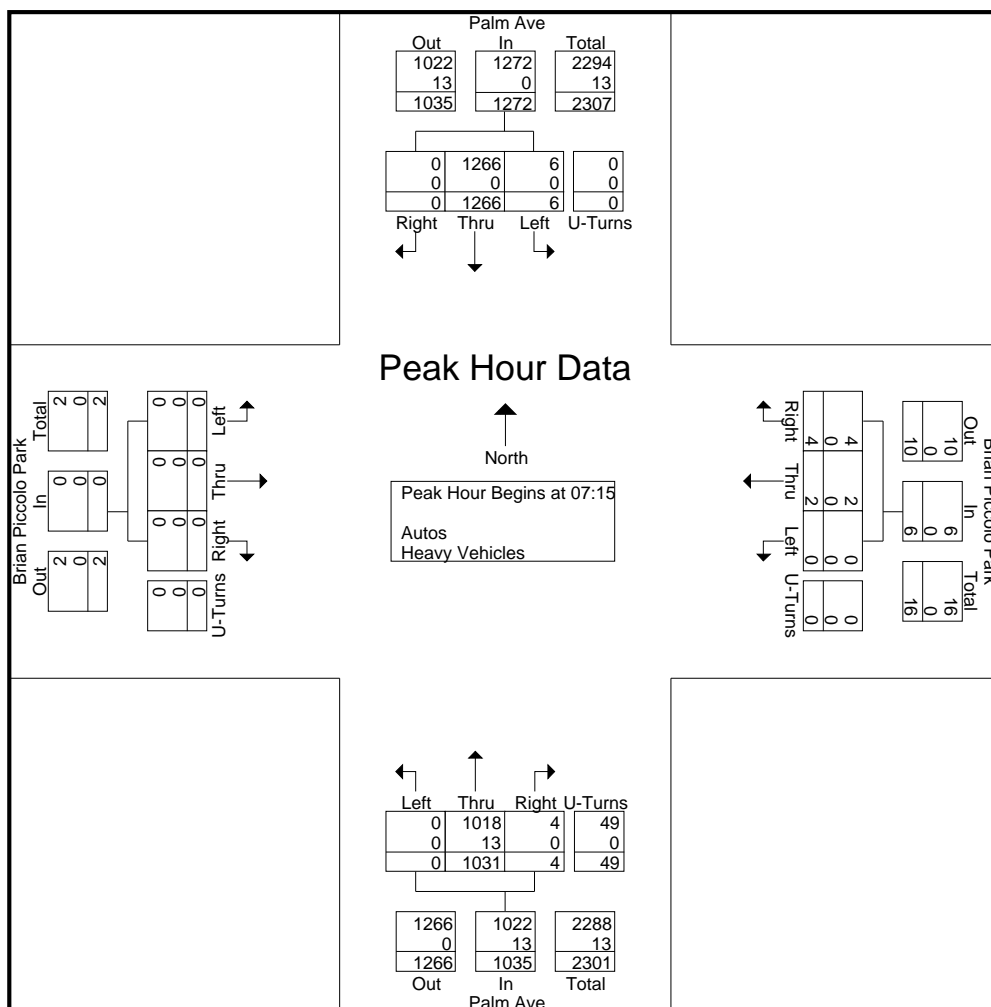 Palm Ave
Out In Total
1022 1272 2294
13 0 13
1035 1272 2307
0 1266 6 0
0 0 0 0
0 1266 6 0
Right Thru Left U-Turns
Peak Hour Data
North
Peak Hour Begins at 07:15
Autos
Heavy Vehicles
Brian Piccolo Park
Out In Total
2 0 2
0 0 0
2 0 2
U-Turns Right Thru Left
0 0 0 0
0 0 0 0
0 0 0 0
Brian Piccolo Park
Out In Total
10 6 16
0 0 0
10 6 16
4 2 0 0
0 0 0 0
4 2 0 0
Right Thru Left U-Turns
Left Thru Right U-Turns
0 1018 4 49
0 13 0 0
0 1031 4 49
1266 1022 2288
0 13 13
1266 1035 2301
Out In Total
Palm Ave